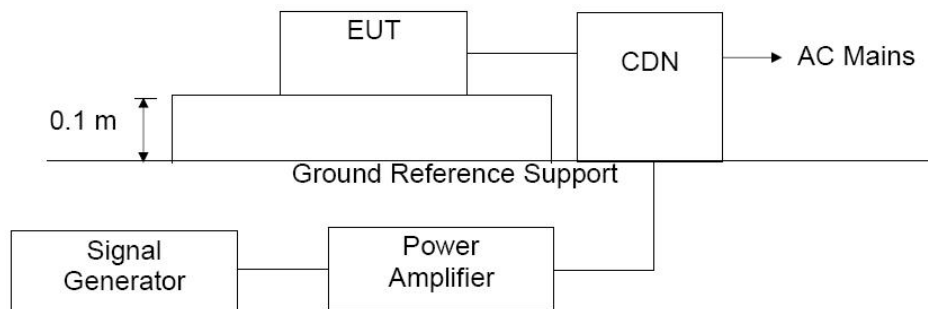 EUT
CDN
AC Mains
0.1 m
Ground Reference Support
Signal
Generator
Power
Amplifier